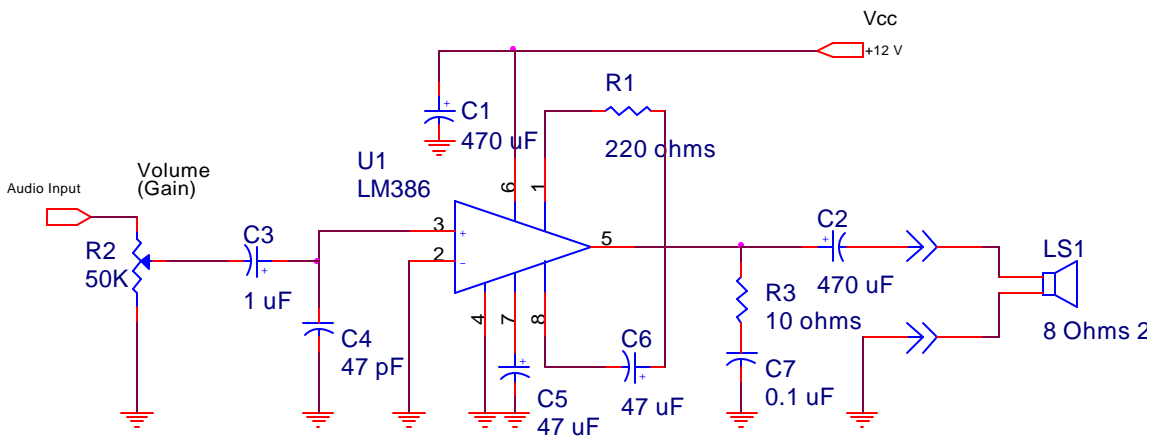 Vcc
+12 V
+
C1
470 uF
R1
220 ohms
U1
LM386
6
1
Volume
(Gain)
Audio Input
R2
50K
C3
+
1 uF
3
+
2
−
5
4
7
8
C4
47 pF
+
C5
47 uF
C6
+
47 uF
C2
+
470 uF
R3
10 ohms
C7
0.1 uF
LS1
8 Ohms 2